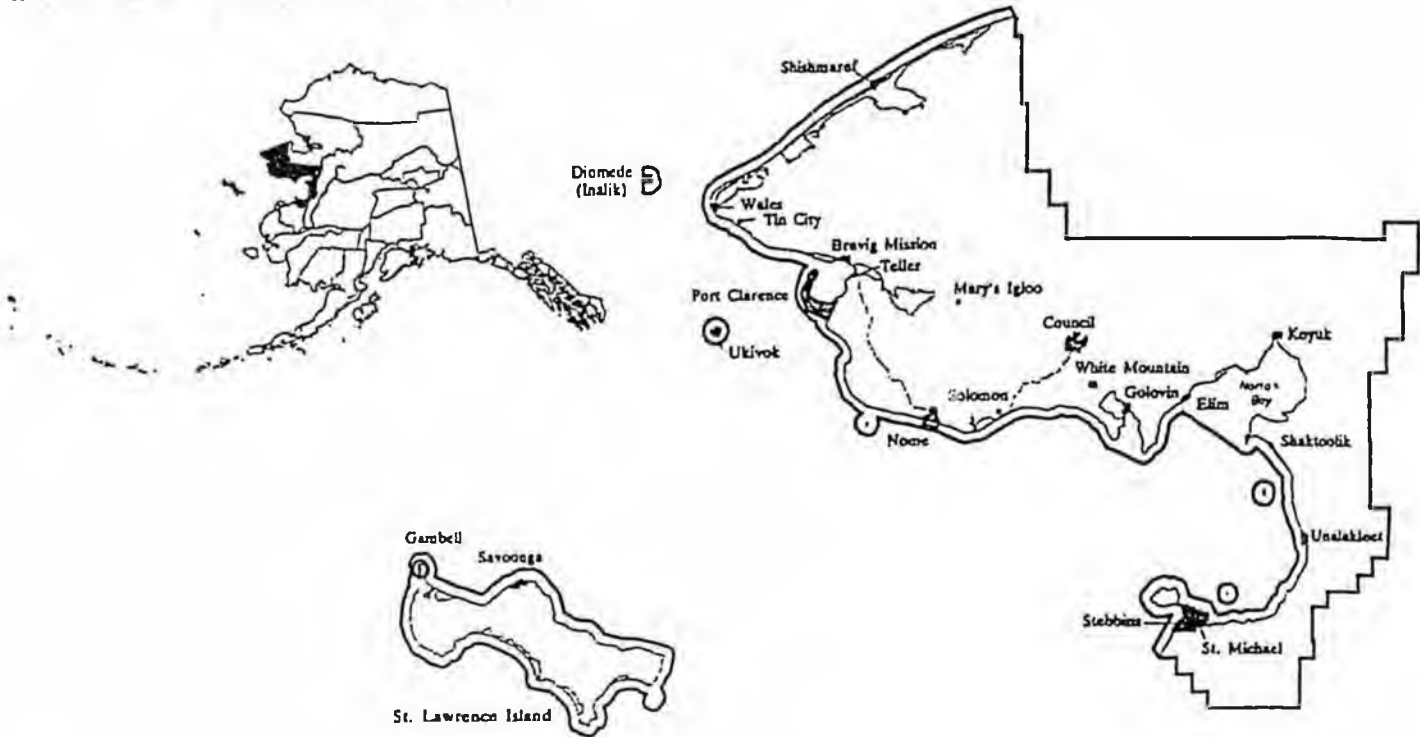 Shishmaref
Diomede
(Inalik)
Wales
Tin City
Brevig Mission
Teller
Port Clarence
Mary's Igloo
Ukivok
Council
Koyuk
White Mountain
Solomon
Golovin
Elim
Norton
Bay
Nome
Shaktoolik
Unalakleet
Gambell
Savoonga
Stebbins
St. Michael
St. Lawrence Island